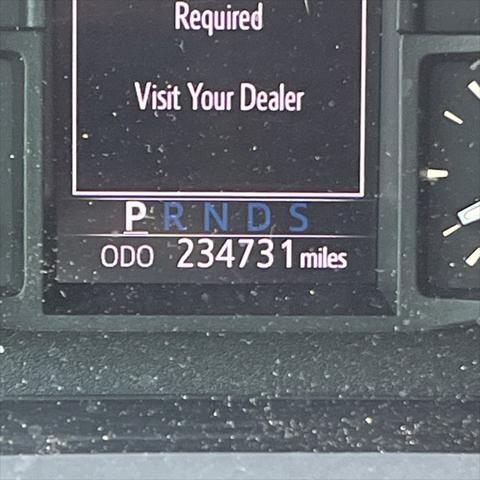 Required
Visit Your Dealer
P R N D S
ODO 234731 miles